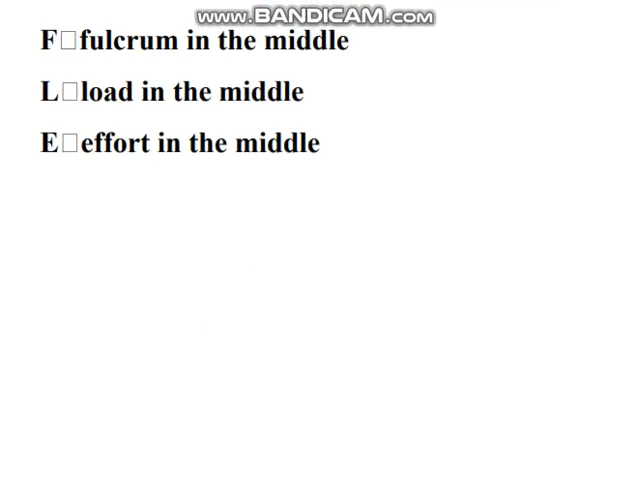 www.BANDICAM.com
F□fulcrum in the middle
L□load in the middle
E□effort in the middle